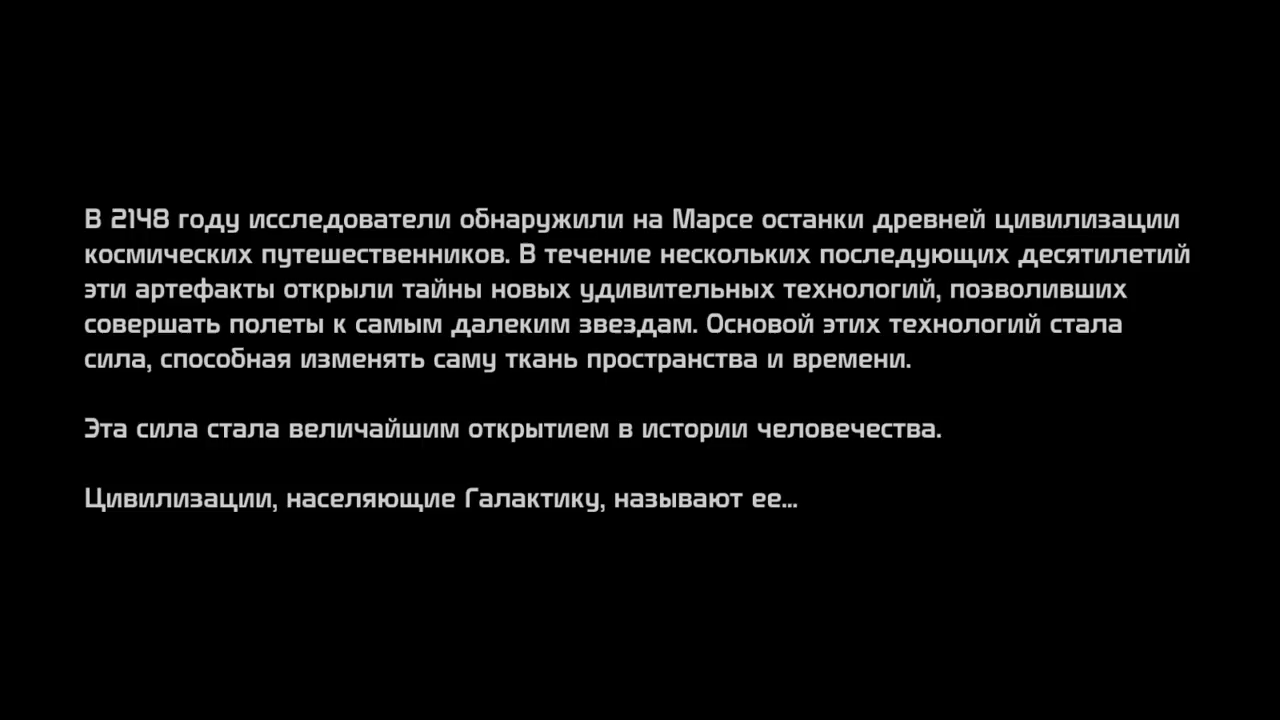 В 2148 году исследователи обнаружили на Марсе останки древней цивилизации
космических путешественников. В течение нескольких последующих десятилетий
эти артефакты открыли тайны новых удивительных технологий, позволивших
совершать полеты к самым далеким звездам. Основой этих технологий стала
сила, способная изменять саму ткань пространства и времени.
Эта сила стала величайшим открытием в истории человечества.
Цивилизации, населяющие Галактику, называют ее...